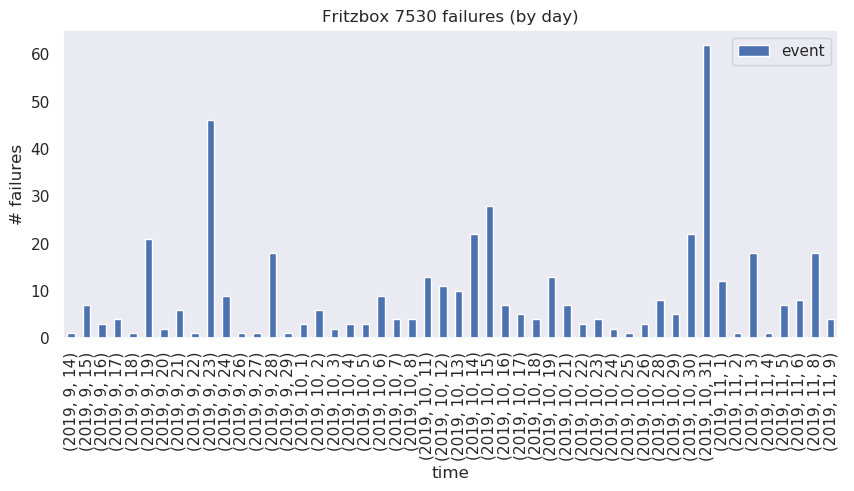 Fritzbox 7530 failures (by day)
event
# failures
60
50
40
30
20
10
0
(2019, 9, 14)
(2019, 9, 15)
(2019, 9, 16)
(2019, 9, 17)
(2019, 9, 18)
(2019, 9, 19)
(2019, 9, 20)
(2019, 9, 21)
(2019, 9, 22)
(2019, 9, 23)
(2019, 9, 24)
(2019, 9, 26)
(2019, 9, 27)
(2019, 9, 28)
(2019, 9, 29)
(2019, 10, 1)
(2019, 10, 2)
(2019, 10, 3)
(2019, 10, 4)
(2019, 10, 5)
(2019, 10, 6)
(2019, 10, 7)
(2019, 10, 8)
(2019, 10, 11)
(2019, 10, 12)
(2019, 10, 13)
(2019, 10, 14)
(2019, 10, 15)
(2019, 10, 16)
(2019, 10, 17)
(2019, 10, 18)
(2019, 10, 19)
(2019, 10, 21)
(2019, 10, 22)
(2019, 10, 23)
(2019, 10, 24)
(2019, 10, 25)
(2019, 10, 26)
(2019, 10, 28)
(2019, 10, 29)
(2019, 10, 30)
(2019, 10, 31)
(2019, 11, 1)
(2019, 11, 2)
(2019, 11, 3)
(2019, 11, 4)
(2019, 11, 5)
(2019, 11, 6)
(2019, 11, 8)
(2019, 11, 9)
time